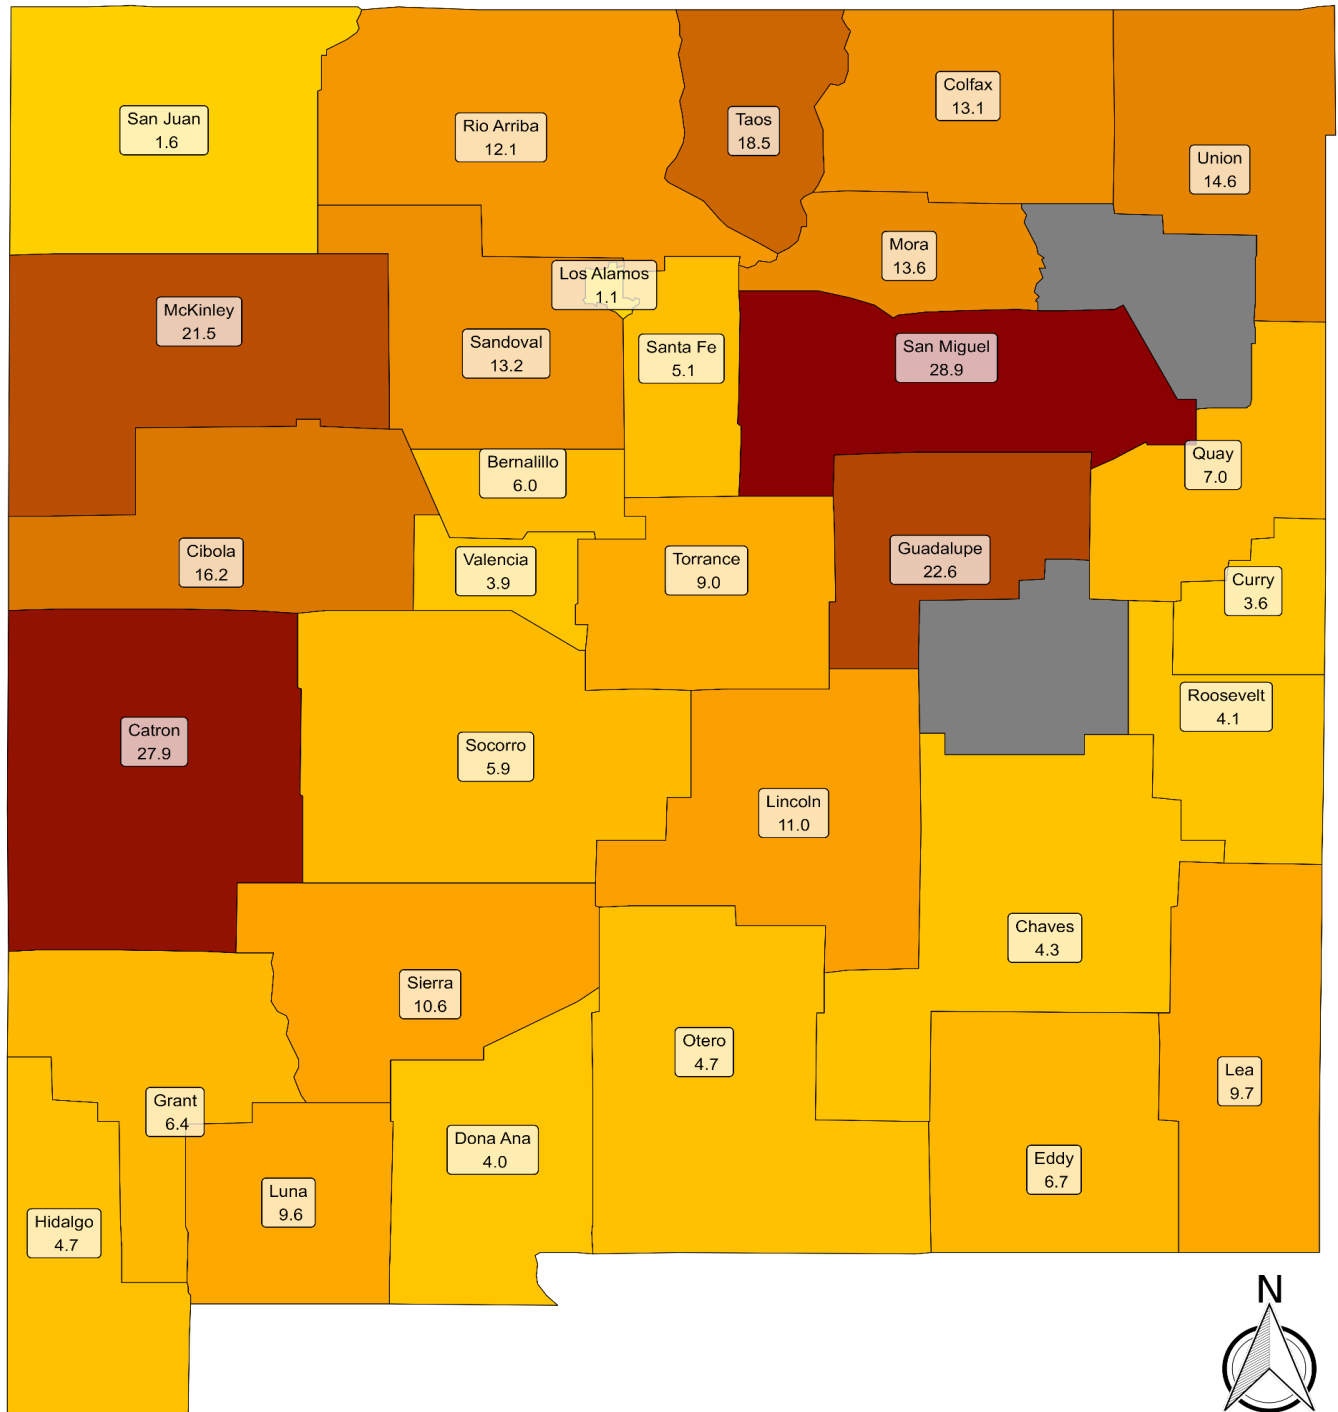 San Juan
1.6
Rio Arriba
12.1
Taos
18.5
Colfax
13.1
Union
14.6
Mora
13.6
Los Alamos
1.1
McKinley
21.5
Sandoval
13.2
Santa Fe
5.1
San Miguel
28.9
Bernalillo
6.0
Quay
7.0
Cibola
16.2
Valencia
3.9
Torrance
9.0
Guadalupe
22.6
Curry
3.6
Roosevelt
4.1
Catron
27.9
Socorro
5.9
Lincoln
11.0
Chaves
4.3
Sierra
10.6
Otero
4.7
Lea
9.7
Grant
6.4
Dona Ana
4.0
Eddy
6.7
Luna
9.6
Hidalgo
4.7
N